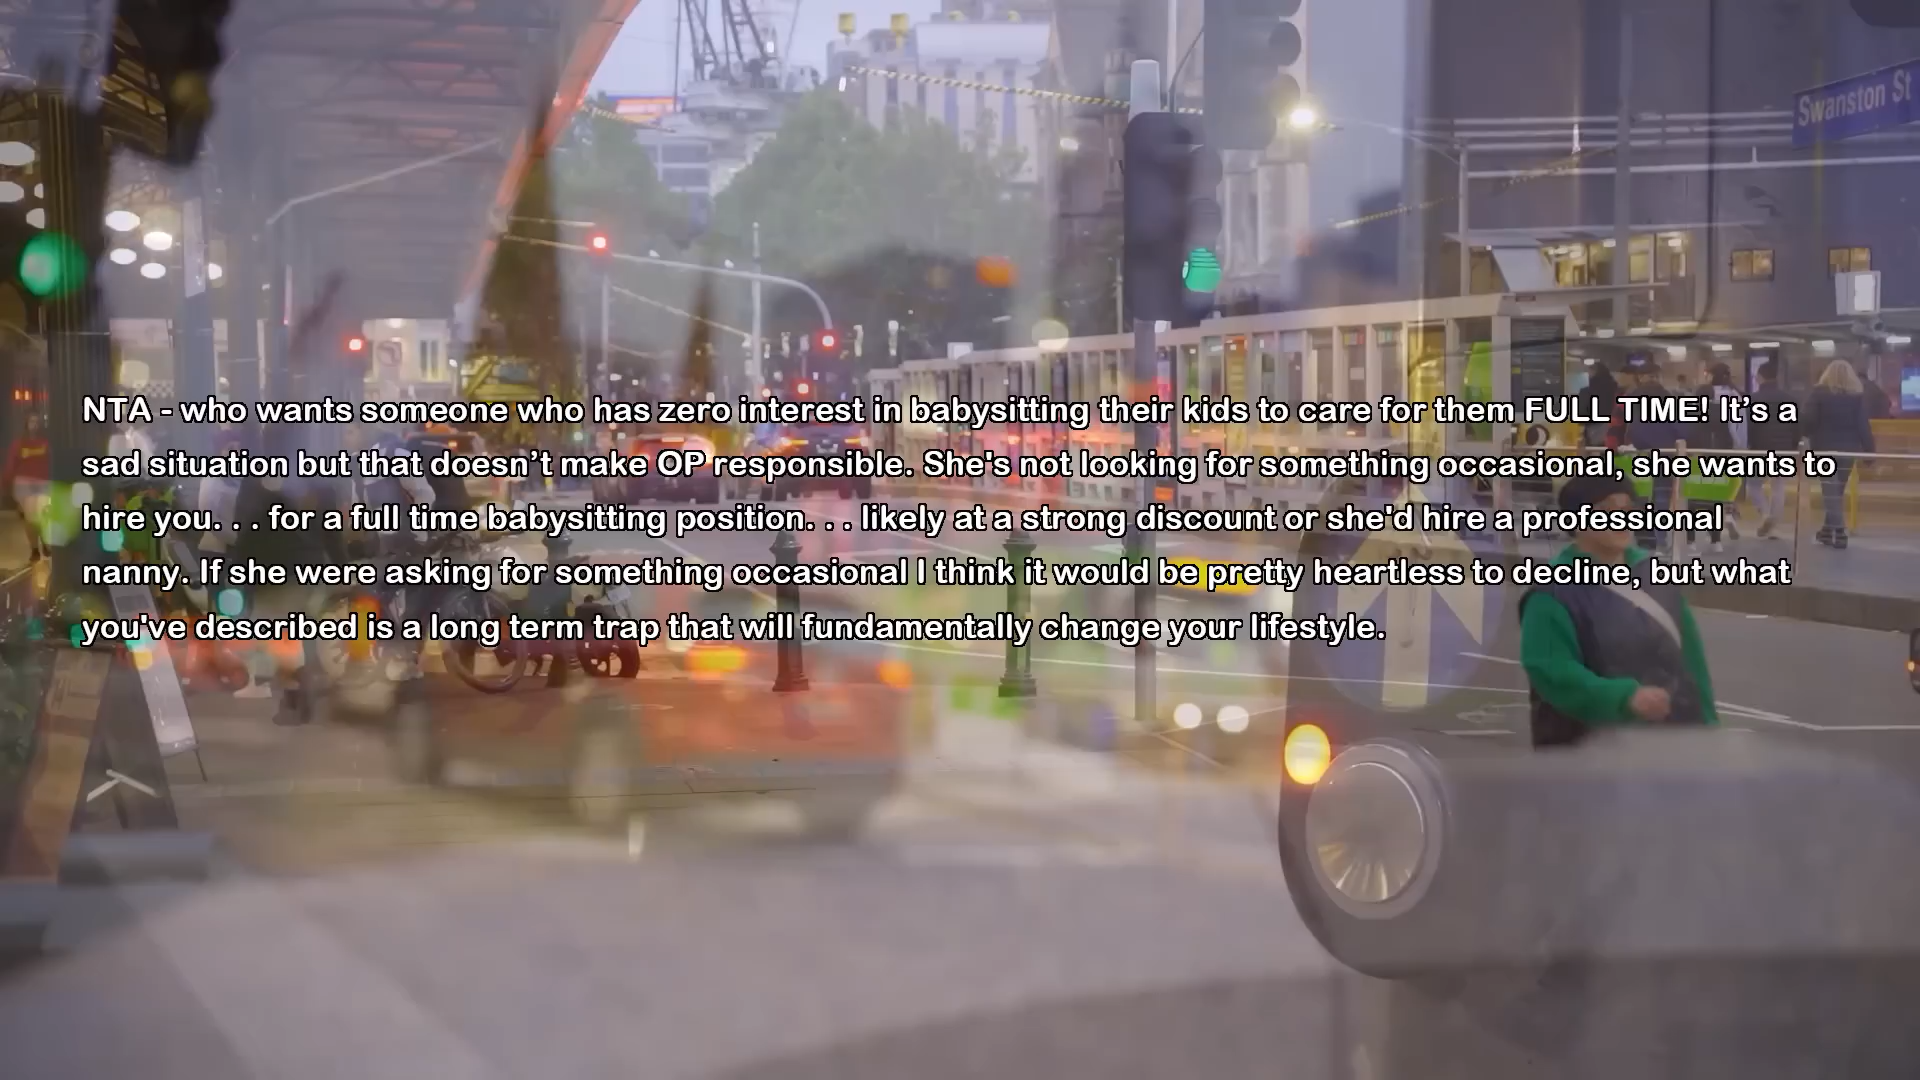 Swanston St
NTA - who wants someone who has zero interest in babysitting their kids to care for them FULL TIME! It’s a
sad situation but that doesn’t make OP responsible. She's not looking for something occasional, she wants to
hire you. . . for a full time babysitting position. . . likely at a strong discount or she'd hire a professional
nanny. If she were asking for something occasional I think it would be pretty heartless to decline, but what
you've described is a long term trap that will fundamentally change your lifestyle.